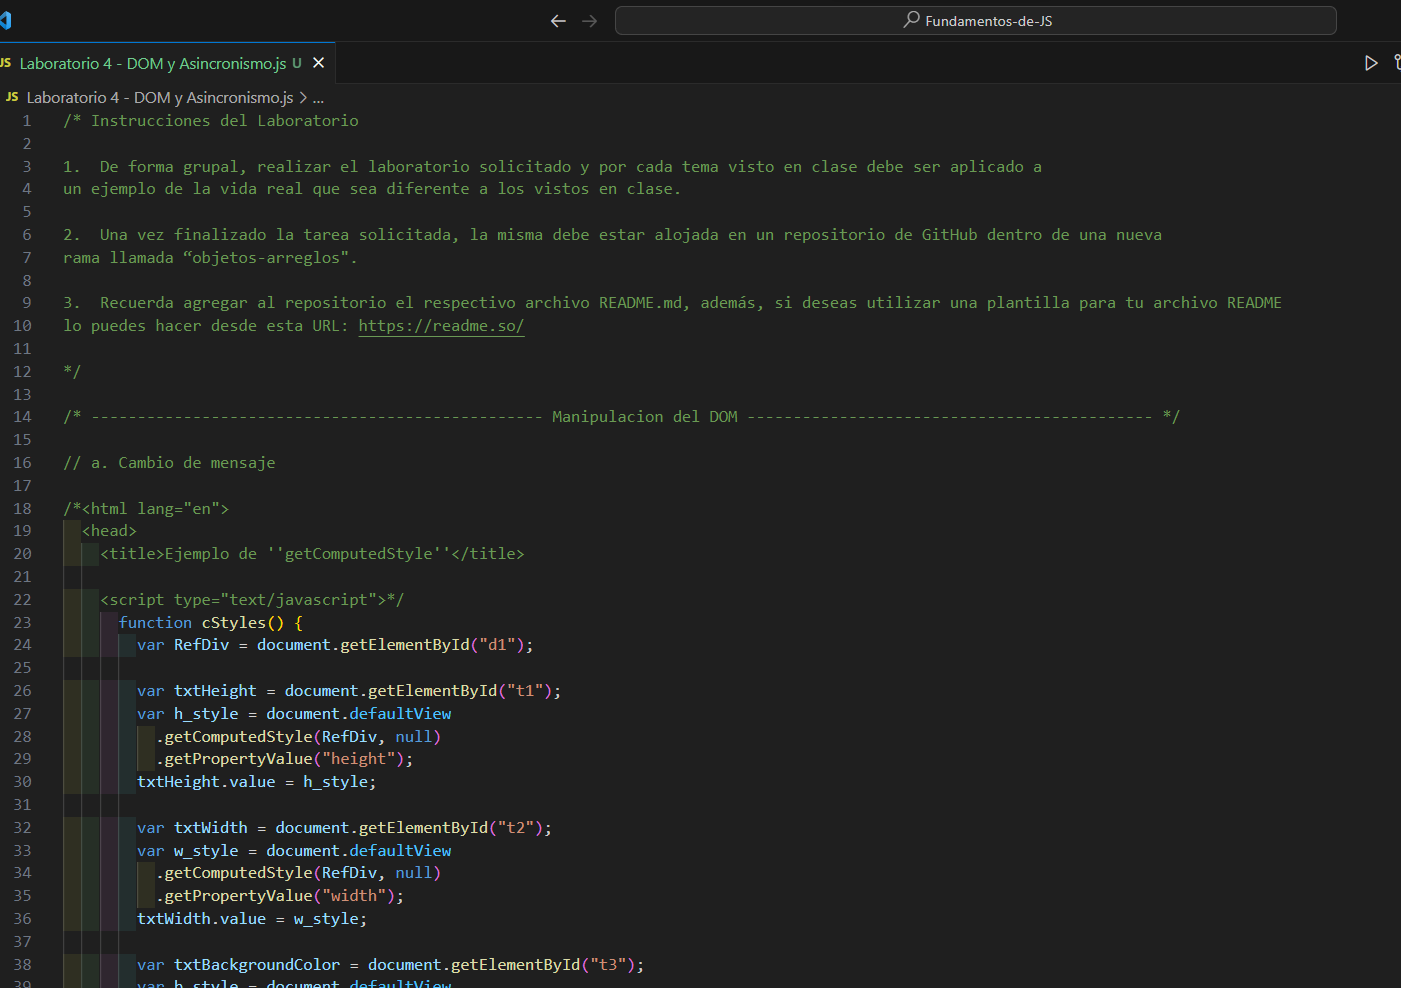 Fundamentos-de-JS
JS Laboratorio 4 - DOM y Asincronismo.js U
JS Laboratorio 4 - DOM y Asincronismo.js > ...
1 /* Instrucciones del Laboratorio
2
3 1.  De forma grupal, realizar el laboratorio solicitado y por cada tema visto en clase debe ser aplicado a
4 un ejemplo de la vida real que sea diferente a los vistos en clase.
5
6 2.  Una vez finalizado la tarea solicitada, la misma debe estar alojada en un repositorio de GitHub dentro de una nueva
7 rama llamada “objetos-arreglos".
8
9 3.  Recuerda agregar al repositorio el respectivo archivo README.md, además, si deseas utilizar una plantilla para tu archivo README
10 lo puedes hacer desde esta URL: https://readme.so/
11
12 */
13
14 /* ------------------------------------------------- Manipulacion del DOM -------------------------------------------- */
15
16 // a. Cambio de mensaje
17
18 /*<html lang="en">
19 <head>
20 <title>Ejemplo de ''getComputedStyle''</title>
21
22 <script type="text/javascript">*/
23 function cStyles() {
24 var RefDiv = document.getElementById("d1");
25
26 var txtHeight = document.getElementById("t1");
27 var h_style = document.defaultView
28 .getComputedStyle(RefDiv, null)
29 .getPropertyValue("height");
30 txtHeight.value = h_style;
31
32 var txtWidth = document.getElementById("t2");
33 var w_style = document.defaultView
34 .getComputedStyle(RefDiv, null)
35 .getPropertyValue("width");
36 txtWidth.value = w_style;
37
38 var txtBackgroundColor = document.getElementById("t3");
39 var b_style = document.defaultView